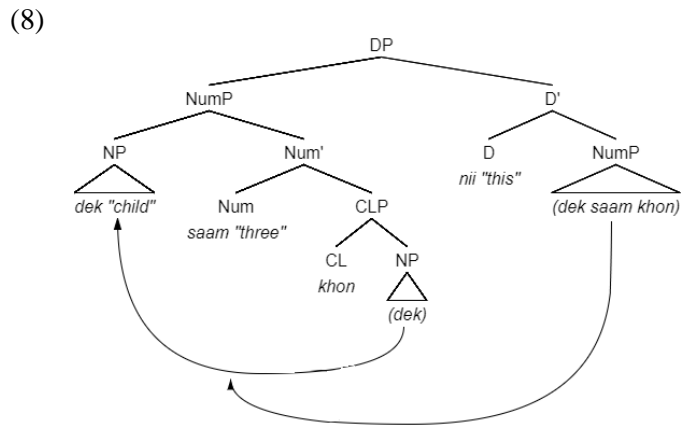 (8)
DP
NumP D'
NP Num' D NumP
dek "child" Num CLP nii "this" (dek saam khon)
saam "three"
CL NP
khon
(dek)